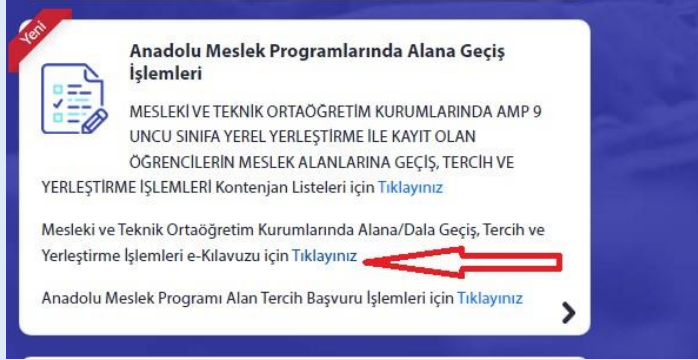 Yeni
Anadolu Meslek Programlarında Alana Geçiş
İşlemleri
MESLEKİ VE TEKNİK ORTAÖĞRETİM KURUMLARINDA AMP 9
UNCU SINIFA YEREL YERLEŞTİRME İLE KAYIT OLAN
ÖĞRENCİLERİN MESLEK ALANLARINA GEÇİŞ, TERCİH VE
YERLEŞTİRME İŞLEMLERİ Kontenjan Listeleri için Tıklayınız
Mesleki ve Teknik Ortaöğretim Kurumlarında Alana/Dala Geçiş, Tercih ve
Yerleştirme İşlemleri e-Kılavuzu için Tıklayınız
Anadolu Meslek Programı Alan Tercih Başvuru İşlemleri için Tıklayınız